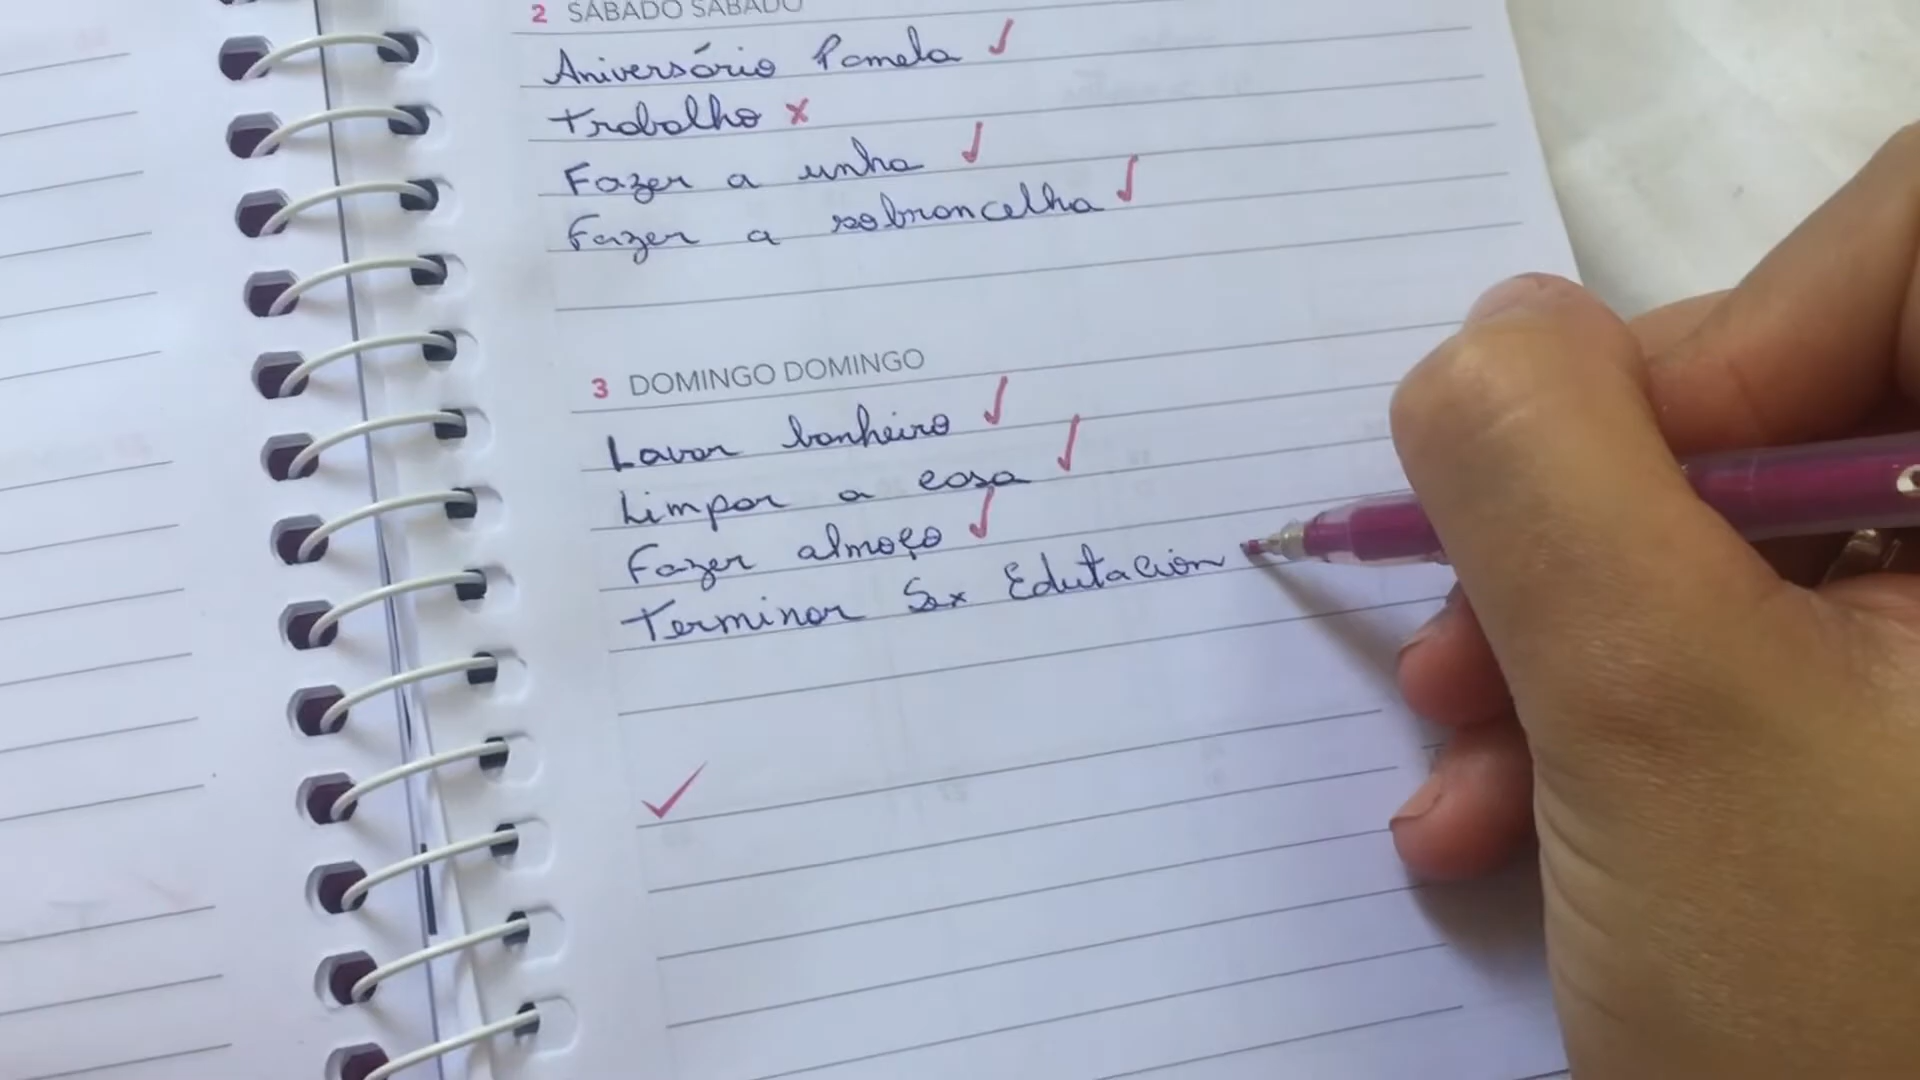 2 SÁBADO SÁBADO
Aniversário Pamela ✓
Trabalho x
Fazer a unha ✓
Fazer a sobrancelha ✓
3 DOMINGO DOMINGO
Lavar banheiro ✓
Limpar a casa ✓
Fazer almoço ✓
Terminar Sex Edutacion
✓